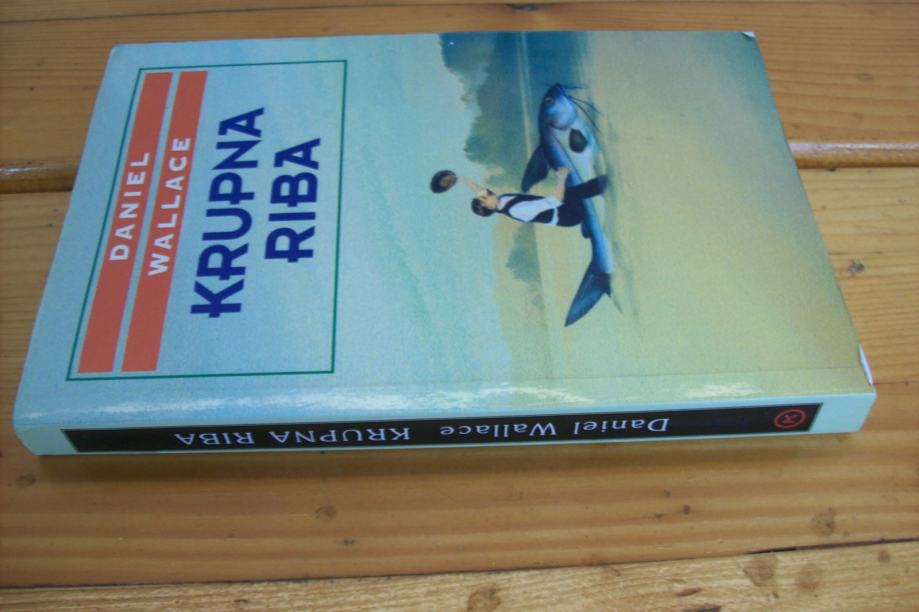 DANIEL
WALLACE
KRUPNA
RIBA
Daniel Wallace KRUPNA RIBA